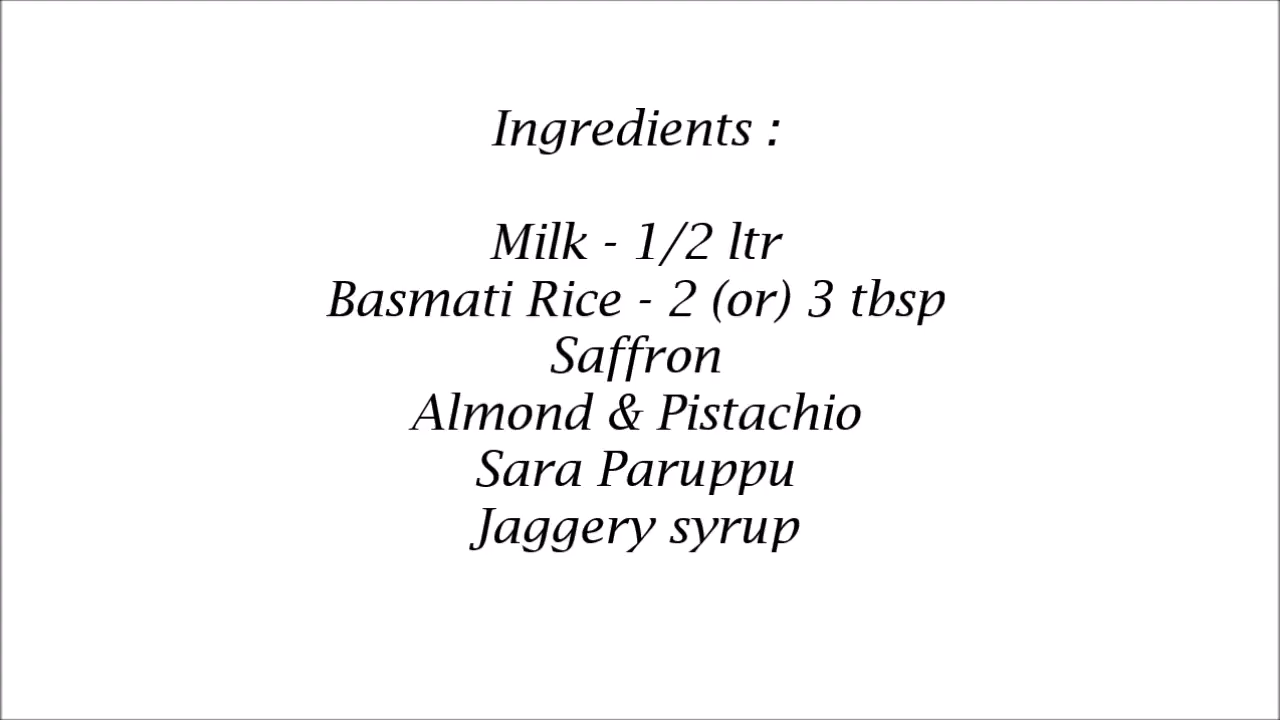 Ingredients :
Milk - 1/2 ltr
Basmati Rice - 2 (or) 3 tbsp
Saffron
Almond & Pistachio
Sara Paruppu
Jaggery syrup